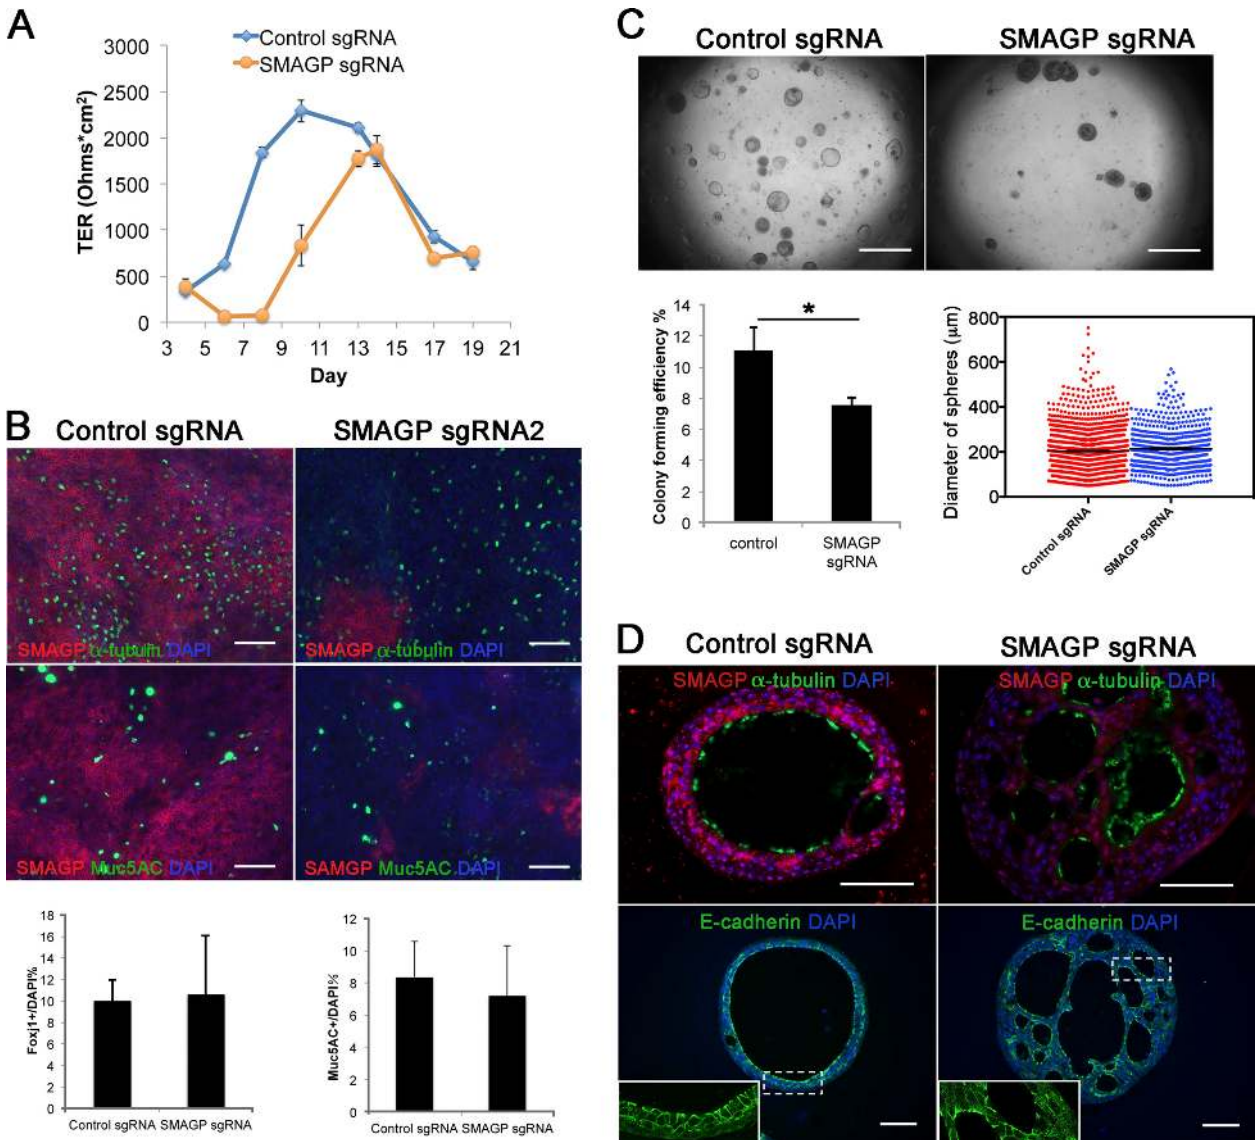 A
Control sgRNA
SMAGP sgRNA
TER (Ohms*cm2)
3000
2500
2000
1500
1000
500
0
3 5 7 9 11 13 15 17 19 21
Day
B
Control sgRNA SMAGP sgRNA2
SMAGP α-tubulin DAPI
SMAGP α-tubulin DAPI
SMAGP Muc5AC DAPI
SAMGP Muc5AC DAPI
Foxj1+/DAPI%
18
16
14
12
10
8
6
4
2
0
Control sgRNA SMAGP sgRNA
Muc5AC+/DAPI%
12
10
8
6
4
2
0
Control sgRNA SMAGP sgRNA
C
Control sgRNA SMAGP sgRNA
Colony forming efficiency %
14
12
10
8
6
4
2
0
*
control
SMAGP
sgRNA
Diameter of spheres (μm)
800
600
400
200
0
Control sgRNA
SMAGP sgRNA
D
Control sgRNA SMAGP sgRNA
SMAGP α-tubulin DAPI
SMAGP α-tubulin DAPI
E-cadherin DAPI
E-cadherin DAPI